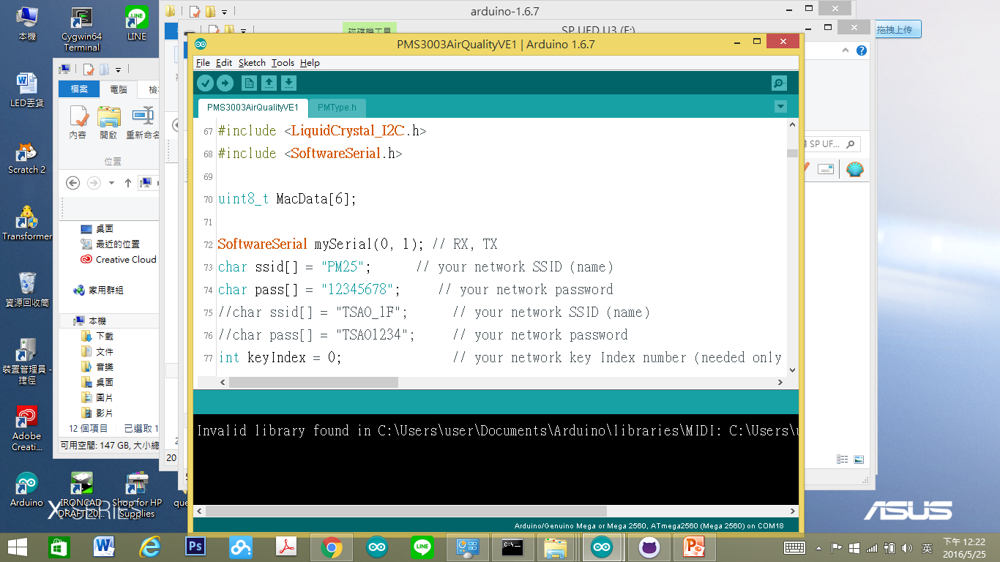 arduino-1.6.7
本機
Cygwin64
Terminal
LINE
LED丟貨
Scratch 2
Transformer
資源回收筒
裝置管理員 -
捷徑
Adobe
Creati...
Arduino
IRONCAD
DRAFT 20...
Shop for HP
Supplies
que
X SERIES
磁碟機工具
SP UFD U3 (F:)
拖拽上传
檔案
電腦
內容
開啟
重新命名
位置
桌面
最近的位置
Creative Cloud
家用群組
本機
下載
文件
音樂
桌面
圖片
影片
12 個項目
已選取 1
可用空間: 147 GB, 大小總
20
SP UF...
PMS3003AirQualityVE1 | Arduino 1.6.7
File Edit Sketch Tools Help
PMS3003AirQualityVE1
PMType.h
67 #include <LiquidCrystal_I2C.h>
68 #include <SoftwareSerial.h>
69
70 uint8_t MacData[6];
71
72 SoftwareSerial mySerial(0, 1); // RX, TX
73 char ssid[] = "PM25"; // your network SSID (name)
74 char pass[] = "12345678"; // your network password
75 //char ssid[] = "TSAO_1F"; // your network SSID (name)
76 //char pass[] = "TSAO1234"; // your network password
77 int keyIndex = 0; // your network key Index number (needed only
Invalid library found in C:\Users\user\Documents\Arduino\libraries\MIDI: C:\Users\u
Arduino/Genuino Mega or Mega 2560, ATmega2560 (Mega 2560) on COM18
ASUS
英
下午 12:22
2016/5/25